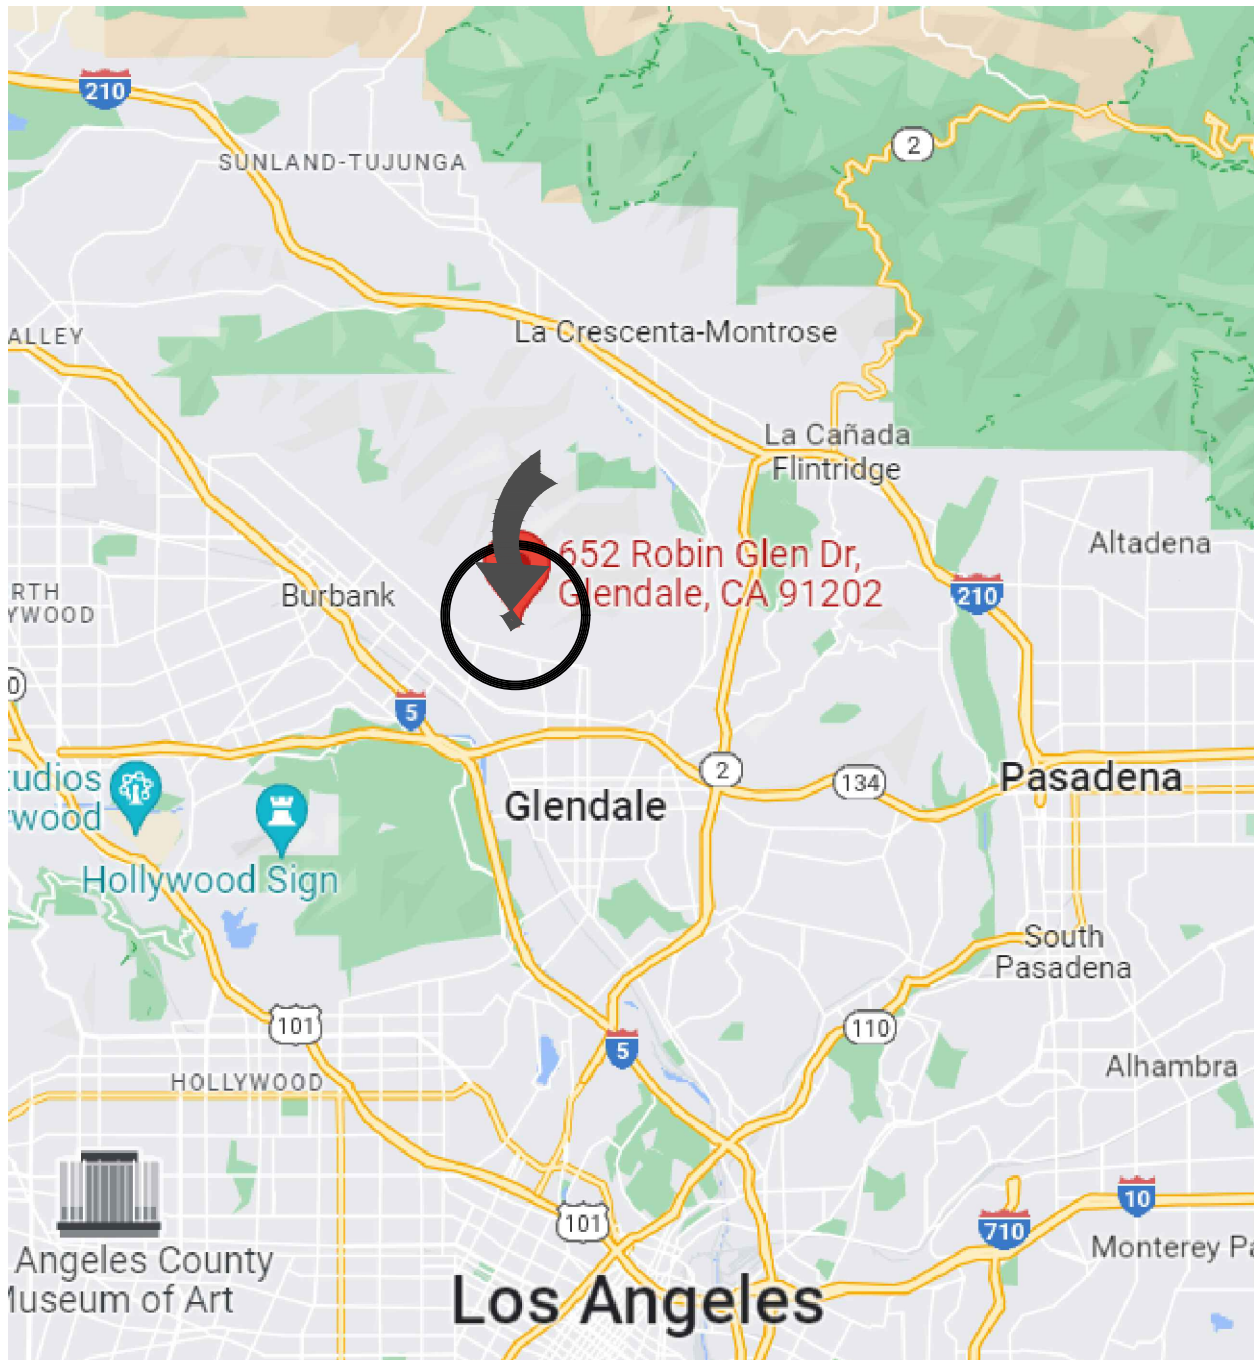 210
2
SUNLAND-TUJUNGA
La Crescenta-Montrose
ALLEY
La Cañada
Flintridge
652 Robin Glen Dr,
Glendale, CA 91202
Altadena
Burbank
RTH
YWOOD
210
0
5
2
134
Pasadena
tudios
wood
Glendale
Hollywood Sign
South
Pasadena
101
110
5
Alhambra
HOLLYWOOD
10
101
710
Monterey Pa
Angeles County
Museum of Art
Los Angeles